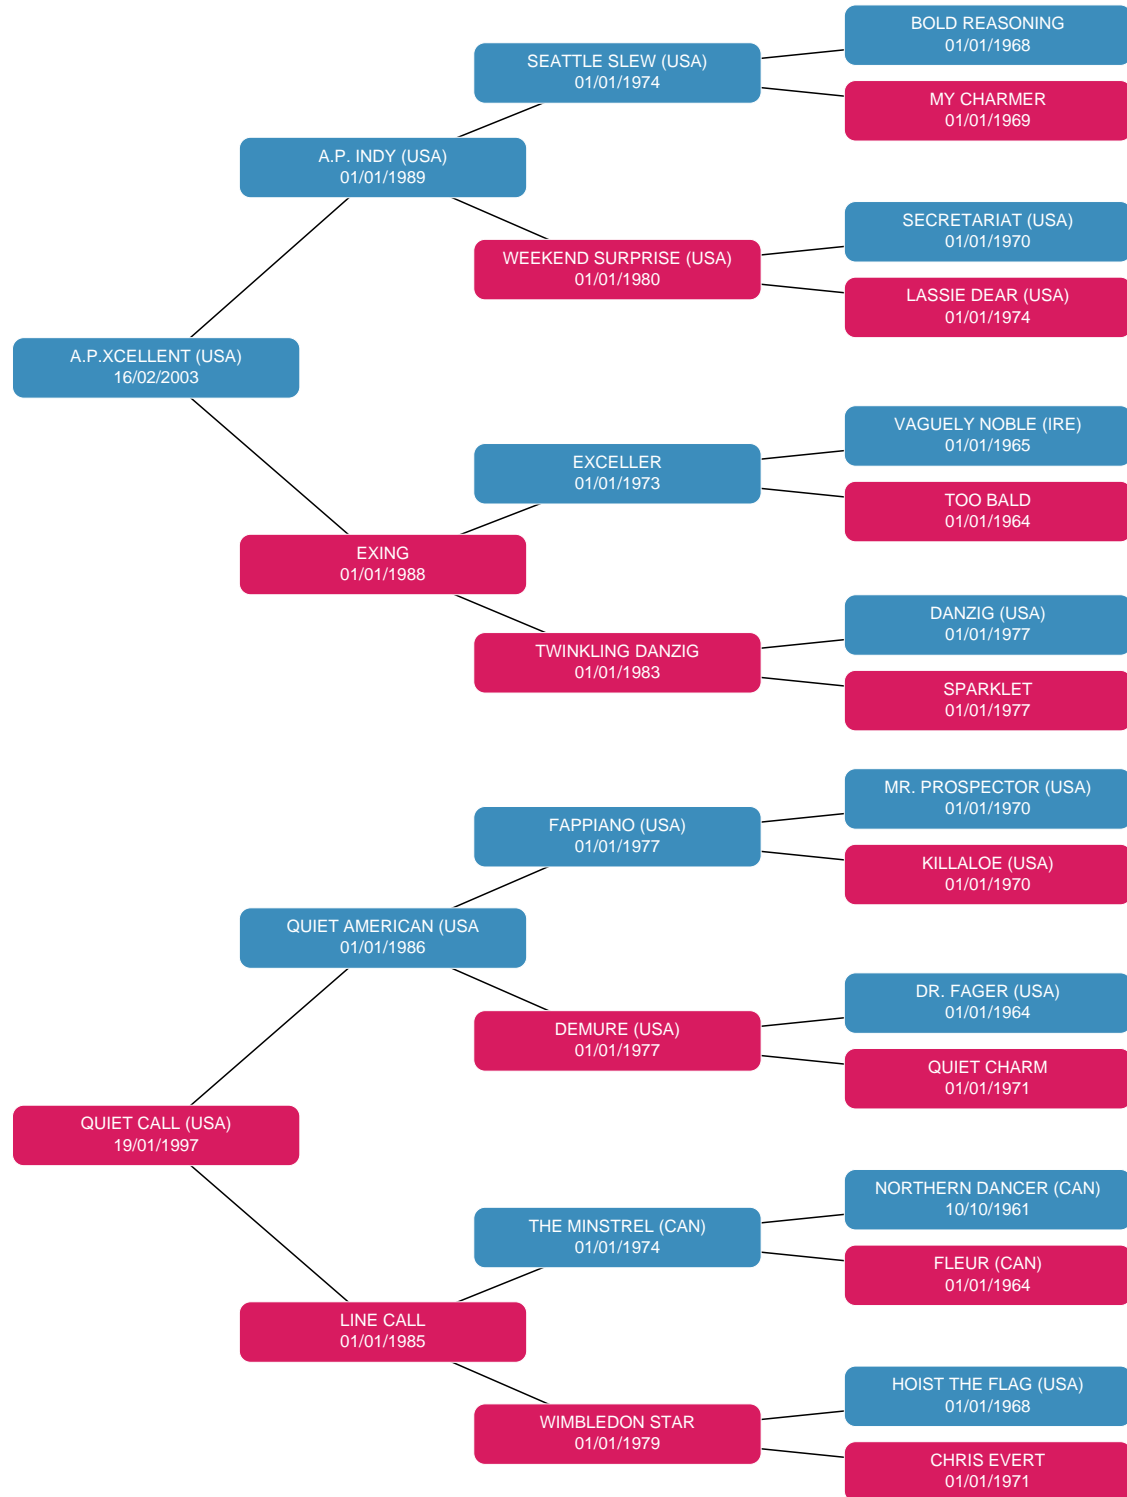 BOLD REASONING
01/01/1968
SEATTLE SLEW (USA)
01/01/1974
MY CHARMER
01/01/1969
A.P. INDY (USA)
01/01/1989
SECRETARIAT (USA)
01/01/1970
WEEKEND SURPRISE (USA)
01/01/1980
LASSIE DEAR (USA)
01/01/1974
A.P.XCELLENT (USA)
16/02/2003
VAGUELY NOBLE (IRE)
01/01/1965
EXCELLER
01/01/1973
TOO BALD
01/01/1964
EXING
01/01/1988
DANZIG (USA)
01/01/1977
TWINKLING DANZIG
01/01/1983
SPARKLET
01/01/1977
MR. PROSPECTOR (USA)
01/01/1970
FAPPIANO (USA)
01/01/1977
KILLALOE (USA)
01/01/1970
QUIET AMERICAN (USA
01/01/1986
DR. FAGER (USA)
01/01/1964
DEMURE (USA)
01/01/1977
QUIET CHARM
01/01/1971
QUIET CALL (USA)
19/01/1997
NORTHERN DANCER (CAN)
10/10/1961
THE MINSTREL (CAN)
01/01/1974
FLEUR (CAN)
01/01/1964
LINE CALL
01/01/1985
HOIST THE FLAG (USA)
01/01/1968
WIMBLEDON STAR
01/01/1979
CHRIS EVERT
01/01/1971